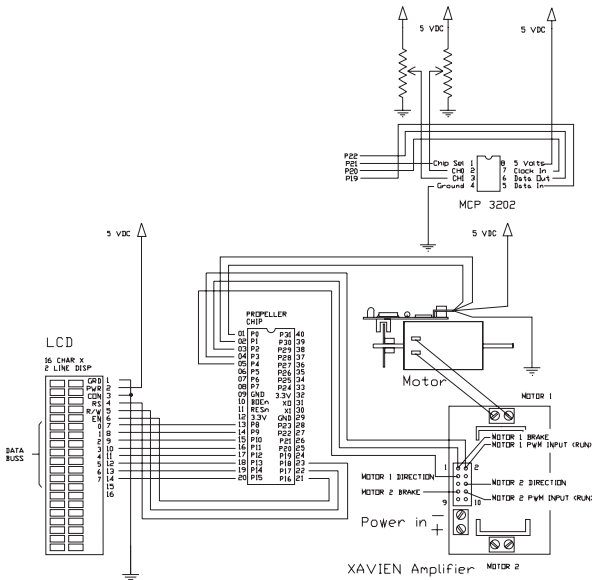 5 VDC
5 VDC
P22
P21
P20
P19
Chip Sel 1
CH0 2
CHI 3
Ground 4
8 5 Volts
7 Clock In
6 Data Out
5 Data In
MCP 3202
5 VDC
5 VDC
LCD
16 CHAR X
2 LINE DISP
GRD 1
PWR 2
CON 3
RS 4
R/W 5
EN 6
0 7
1 8
2 9
3 10
4 11
5 12
6 13
7 14
15
16
DATA
BUSS
PROPELLER
CHIP
01 P0 P31 40
02 P1 P30 39
03 P2 P29 38
04 P3 P28 37
05 P4 P27 36
06 P5 P26 35
07 P6 P25 34
08 P7 P24 33
09 GND 3.3V 32
10 BOEn XO 31
11 RESn XI 30
12 3.3V GND 29
13 P8 P23 28
14 P9 P22 27
15 P10 P21 26
16 P11 P20 25
17 P12 P19 24
18 P13 P18 23
19 P14 P17 22
20 P15 P16 21
Motor
MOTOR 1
MOTOR 1 BRAKE
MOTOR 1 PWM INPUT (RUN)
1 2
MOTOR 1 DIRECTION
MOTOR 2 DIRECTION
MOTOR 2 BRAKE
MOTOR 2 PWM INPUT (RUN)
9 10
Power in
XAVIEN Amplifier
MOTOR 2